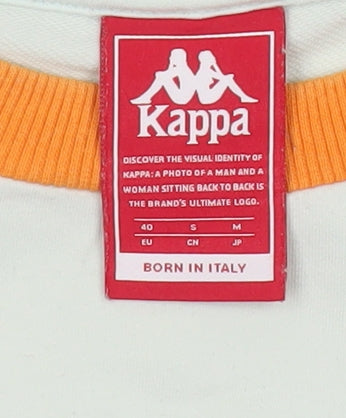 Kappa
DISCOVER THE VISUAL IDENTITY OF
KAPPA: A PHOTO OF A MAN AND A
WOMAN SITTING BACK TO BACK IS
THE BRAND'S ULTIMATE LOGO.
40 S M
EU CN JP
BORN IN ITALY